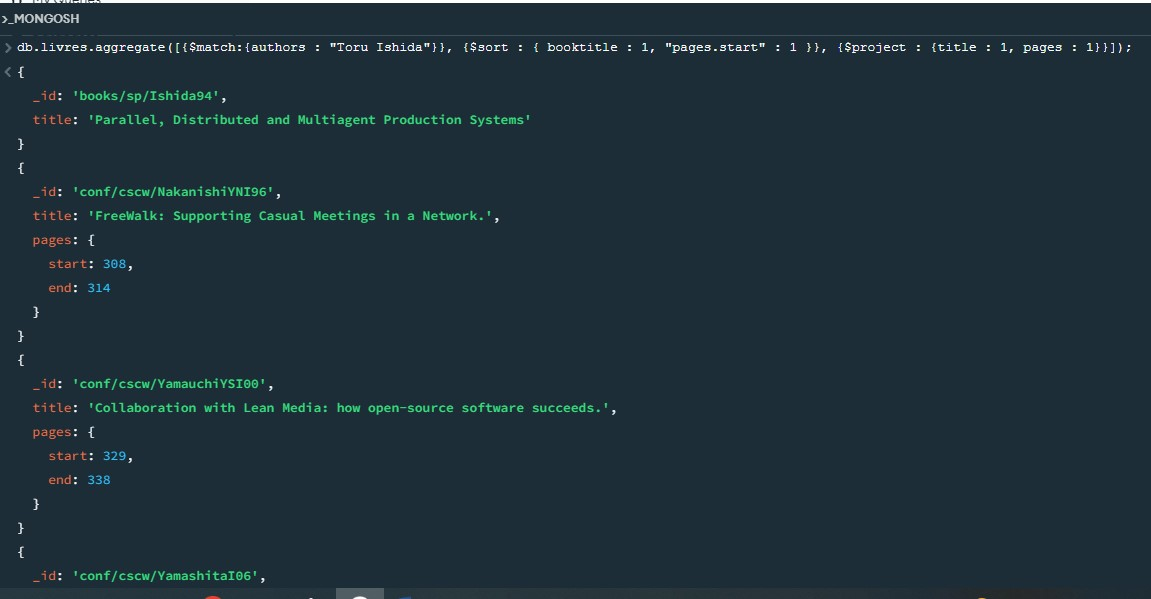 My Queries
>_MONGOSH
> db.livres.aggregate([{$match:{authors : "Toru Ishida"}}, {$sort : { booktitle : 1, "pages.start" : 1 }}, {$project : {title : 1, pages : 1}}]);
< {
_id: 'books/sp/Ishida94',
title: 'Parallel, Distributed and Multiagent Production Systems'
}
{
_id: 'conf/cscw/NakanishiYNI96',
title: 'FreeWalk: Supporting Casual Meetings in a Network.',
pages: {
start: 308,
end: 314
}
}
{
_id: 'conf/cscw/YamauchiYSI00',
title: 'Collaboration with Lean Media: how open-source software succeeds.',
pages: {
start: 329,
end: 338
}
}
{
_id: 'conf/cscw/YamashitaI06',